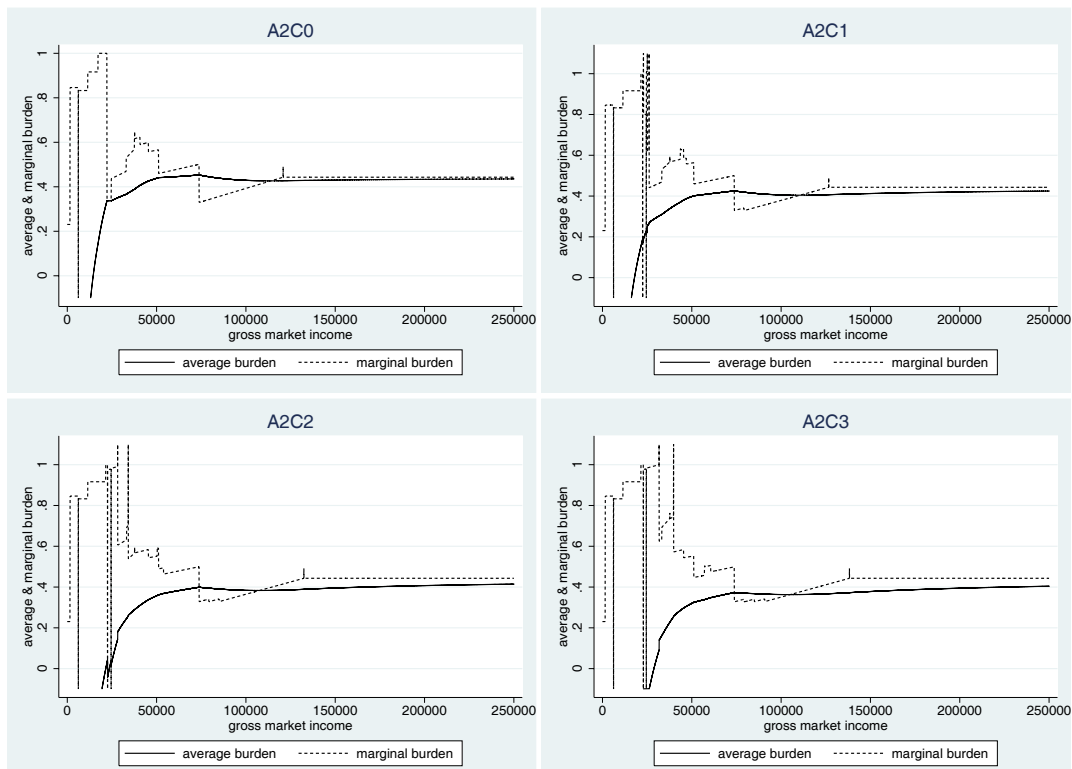 A2C0
average & marginal burden
1
.8
.6
.4
.2
0
0 50000 100000 150000 200000 250000
gross market income
average burden marginal burden
A2C1
average & marginal burden
1
.8
.6
.4
.2
0
0 50000 100000 150000 200000 250000
gross market income
average burden marginal burden
A2C2
average & marginal burden
1
.8
.6
.4
.2
0
0 50000 100000 150000 200000 250000
gross market income
average burden marginal burden
A2C3
average & marginal burden
1
.8
.6
.4
.2
0
0 50000 100000 150000 200000 250000
gross market income
average burden marginal burden